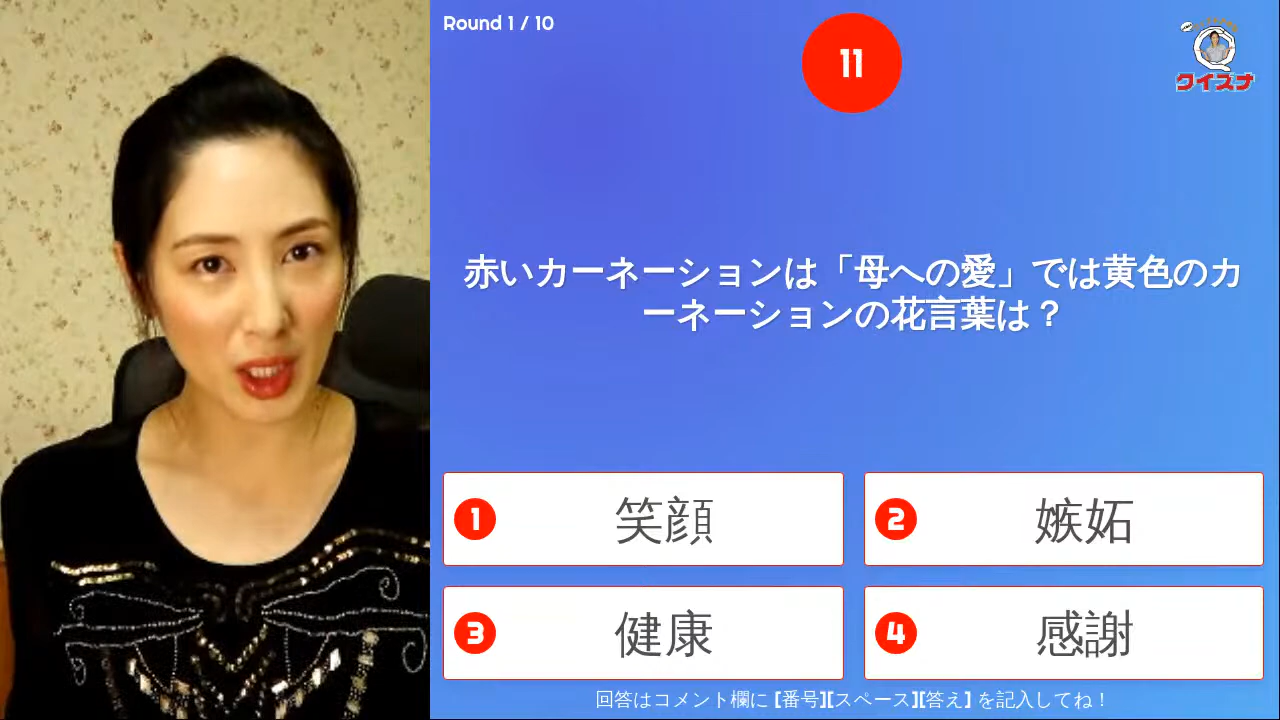 Round 1 / 10
11
クイズナ
赤いカーネーションは「母への愛」では黄色のカ
ーネーションの花言葉は？
1 笑顔
2 嫉妬
3 健康
4 感謝
回答はコメント欄に [番号][スペース][答え] を記入してね！